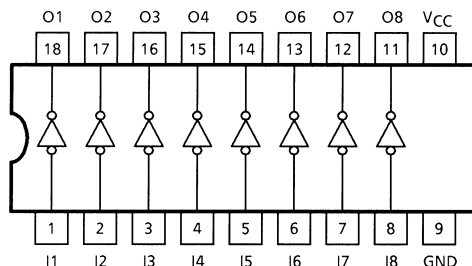 O1 O2 O3 O4 O5 O6 O7 O8 VCC
18 17 16 15 14 13 12 11 10
1 2 3 4 5 6 7 8 9
I1 I2 I3 I4 I5 I6 I7 I8 GND